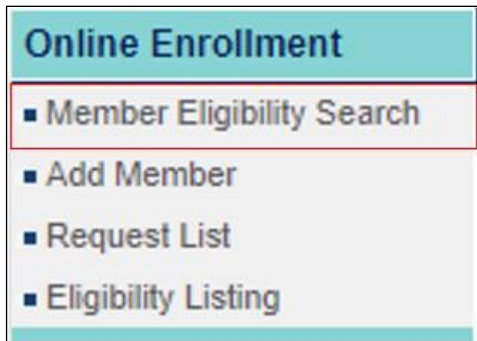 Online Enrollment
Member Eligibility Search
Add Member
Request List
Eligibility Listing